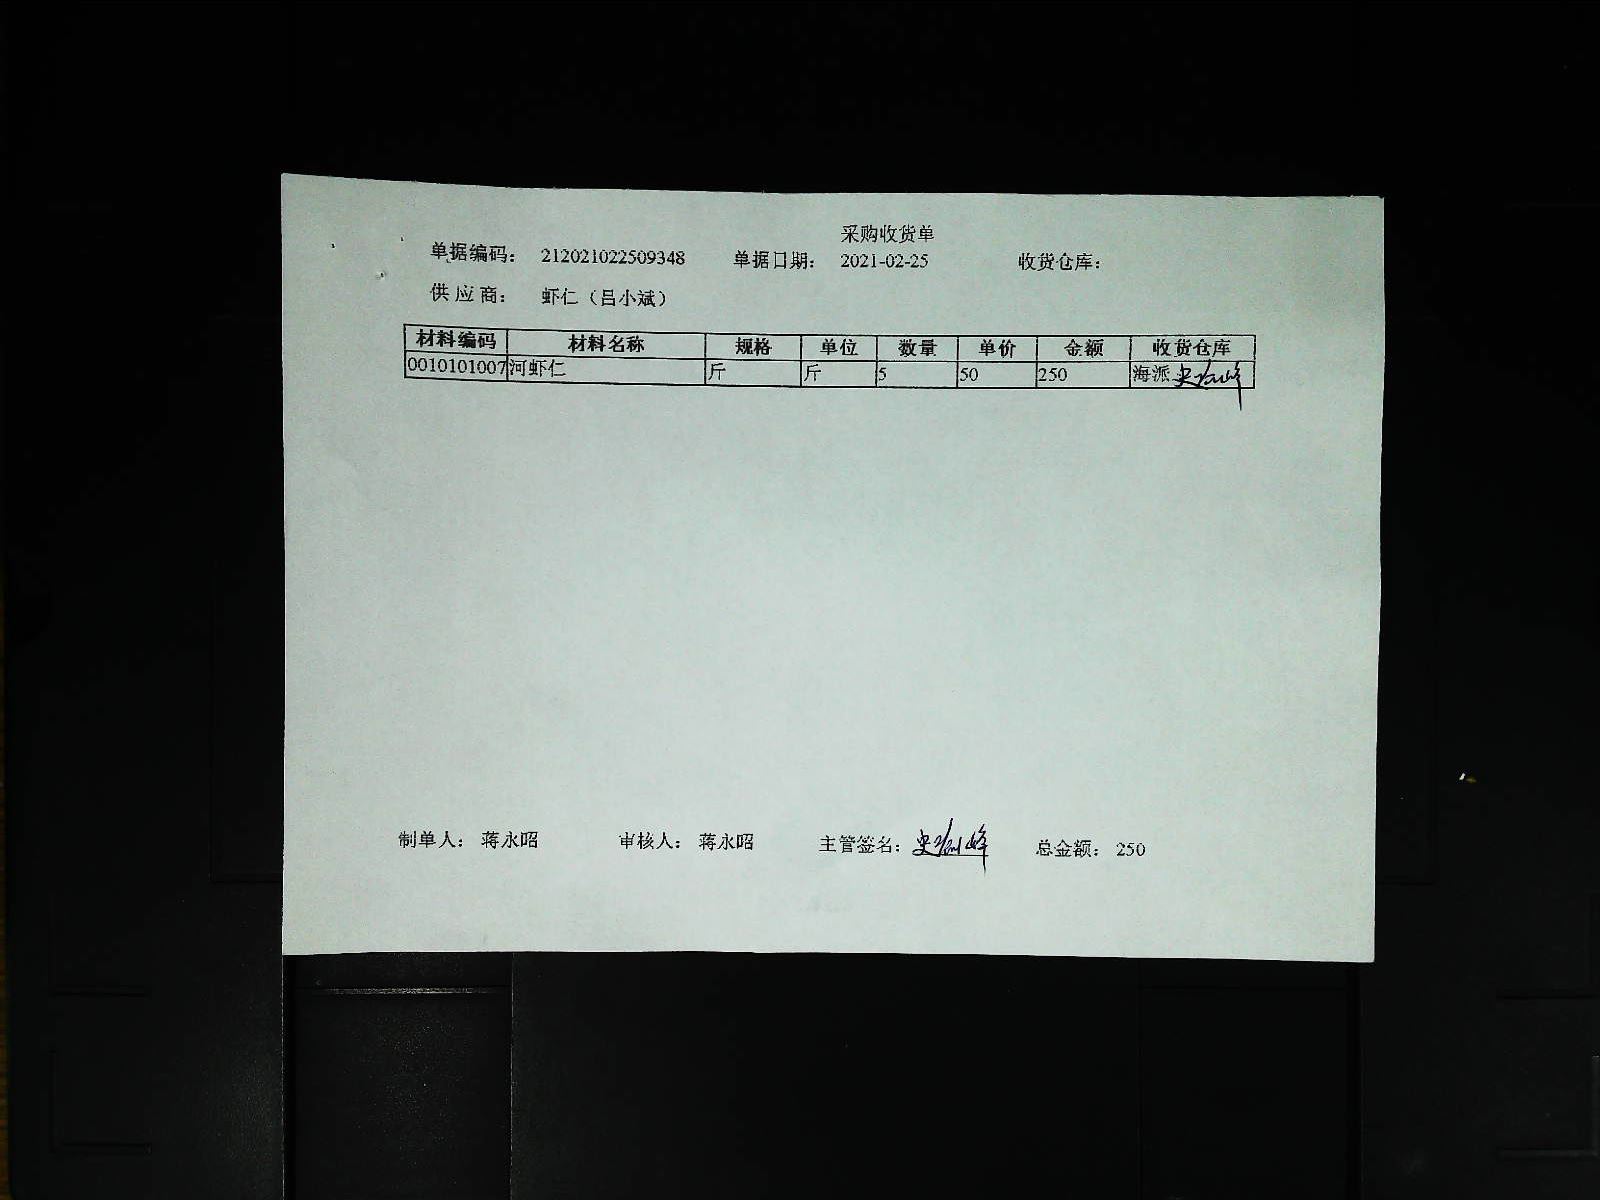 采购收货单
单据编码： 212021022509348 单据日期： 2021-02-25 收货仓库：
供 应 商： 虾仁（吕小斌）
材料编码 材料名称 规格 单位 数量 单价 金额 收货仓库
0010101007 河虾仁 斤 斤 5 50 250 海派
制单人： 蒋永昭 审核人： 蒋永昭 主管签名： 总金额： 250